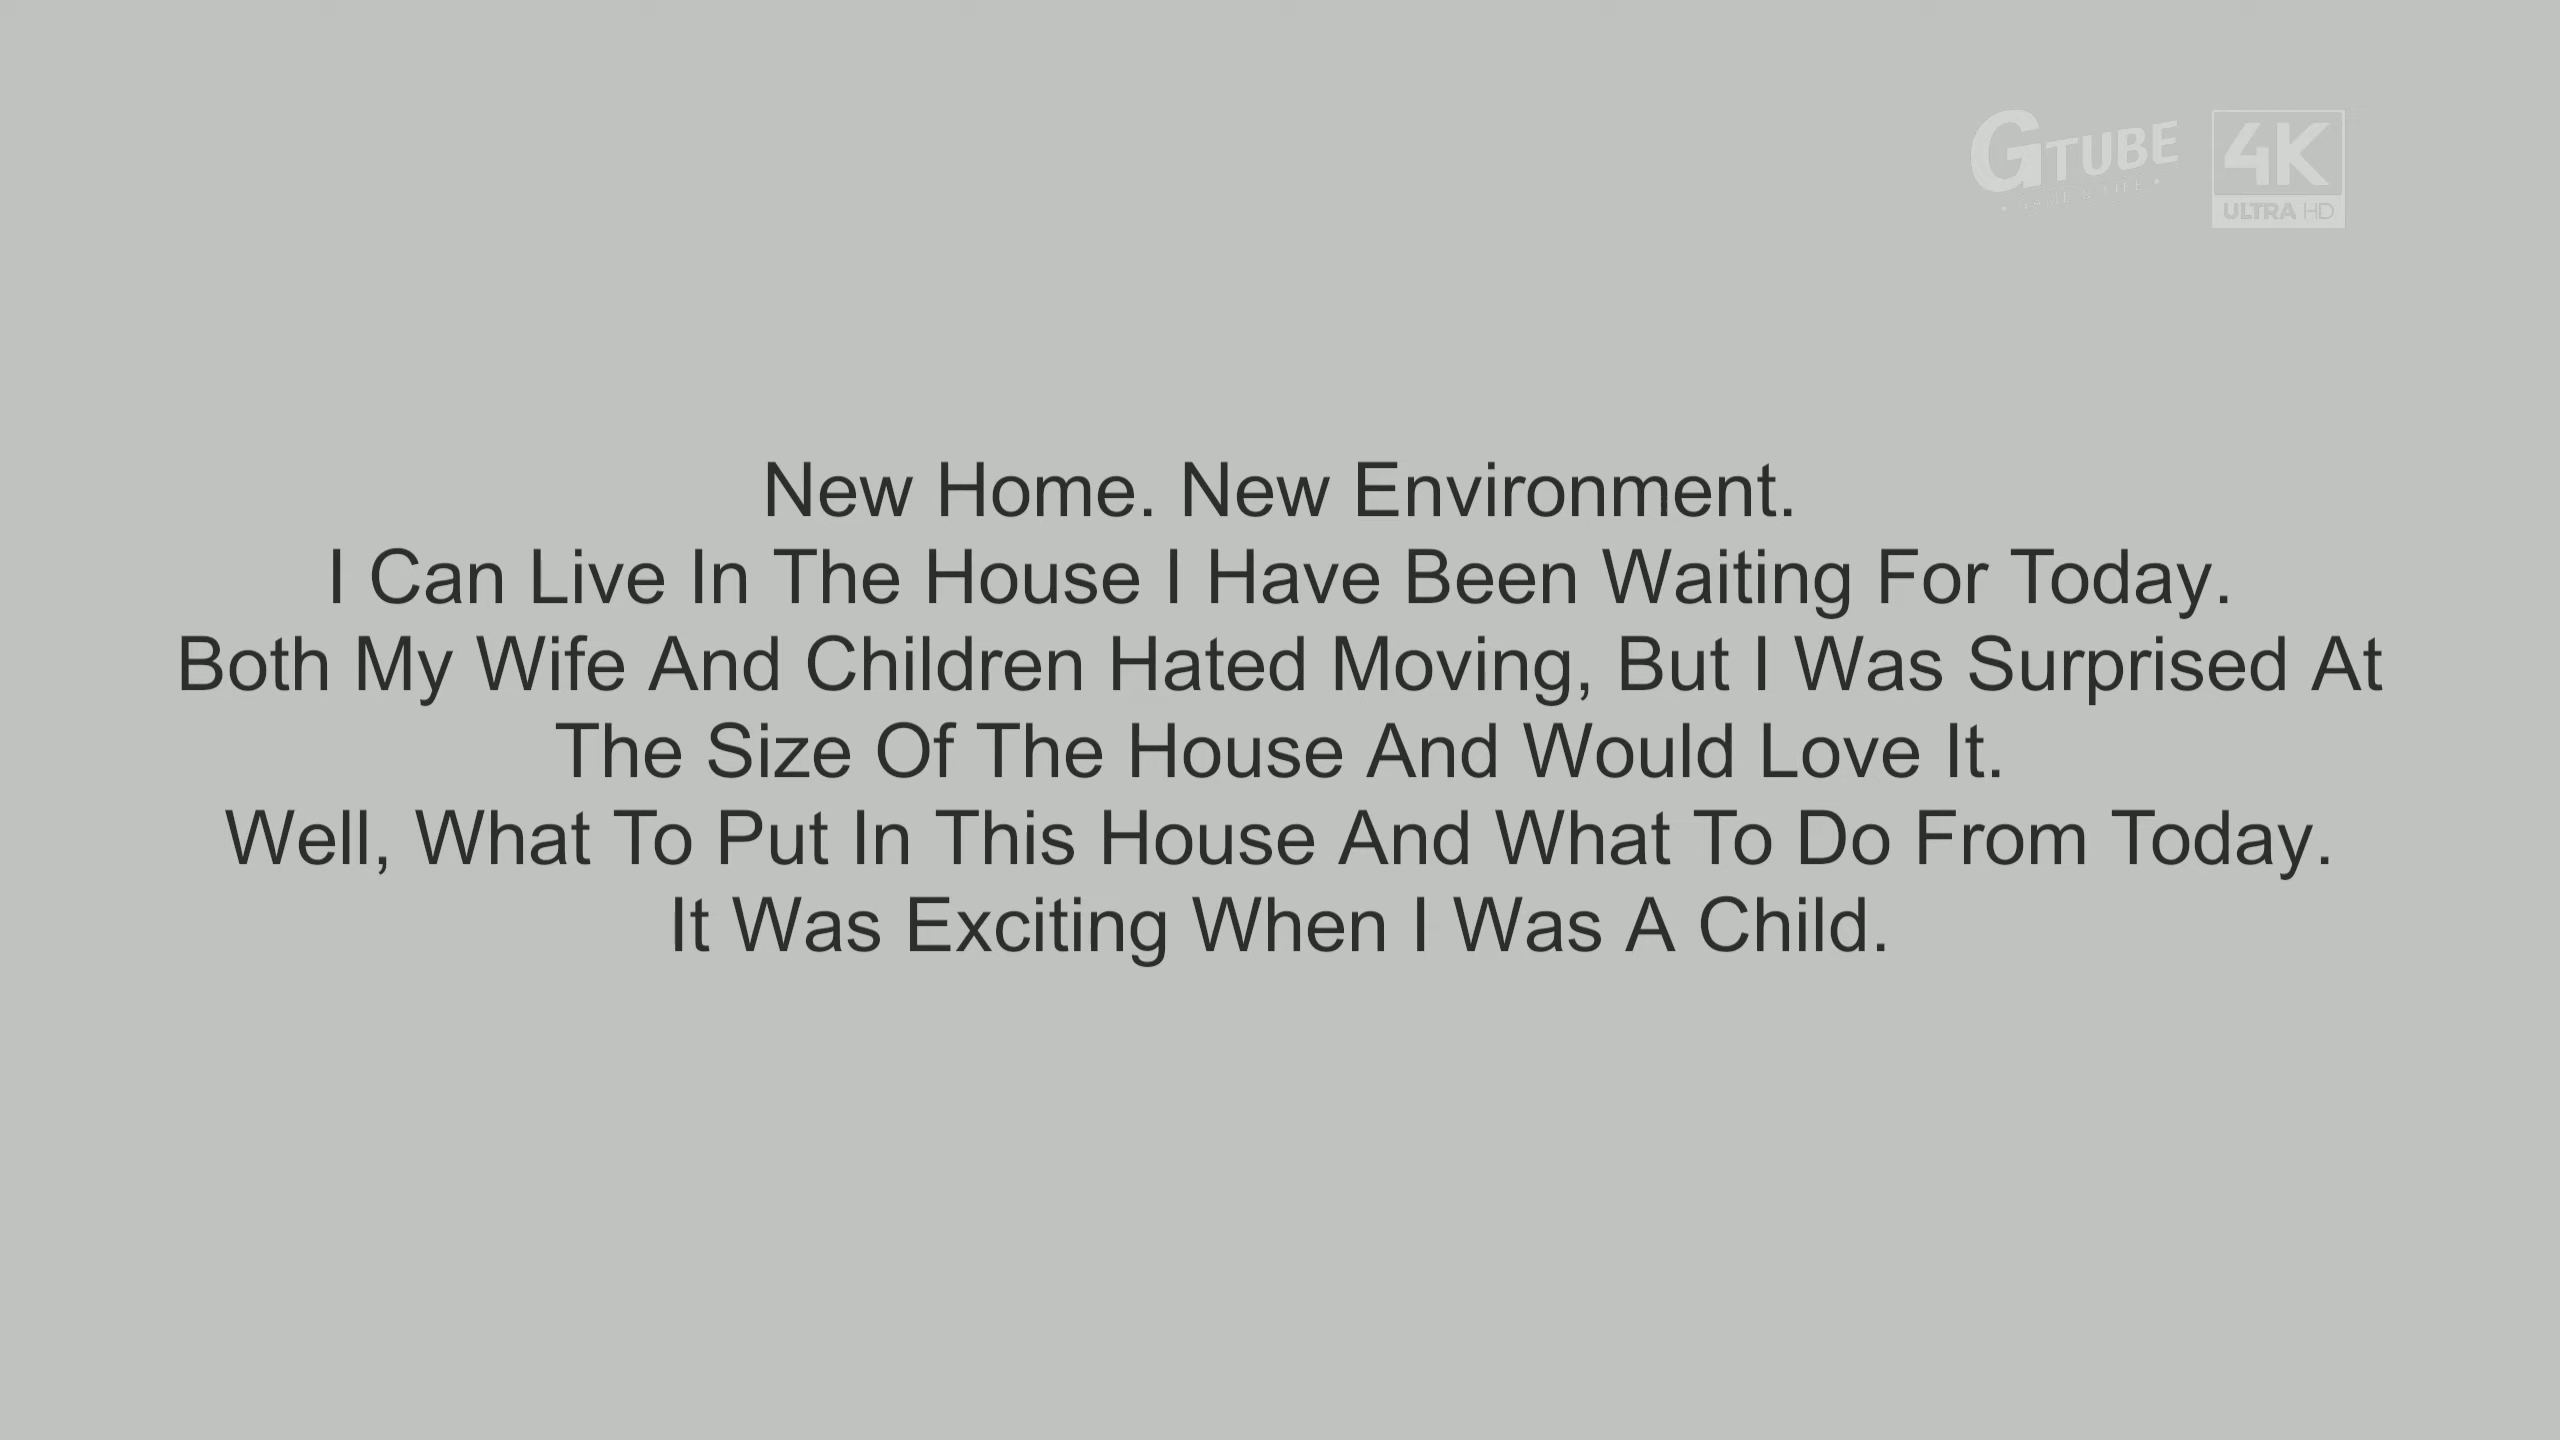 GTUBE
4K
ULTRA HD
New Home. New Environment.
I Can Live In The House I Have Been Waiting For Today.
Both My Wife And Children Hated Moving, But I Was Surprised At
The Size Of The House And Would Love It.
Well, What To Put In This House And What To Do From Today.
It Was Exciting When I Was A Child.